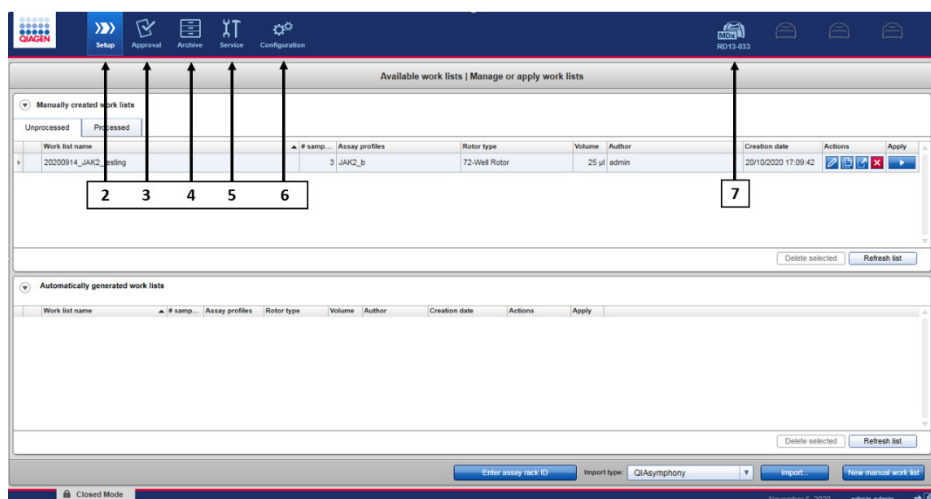 QIAGEN
Setup Approval Archive Service Configuration
MDx
RD13-033
Available work lists | Manage or apply work lists
Manually created work lists
Unprocessed Processed
Work list name # samp... Assay profiles Rotor type Volume Author Creation date Actions Apply
3 JAK2_b 72-Well Rotor 25 µl admin 20/10/2020 17:09:42
2 3 4 5 6 7
Delete selected Refresh list
Automatically generated work lists
Work list name # samp... Assay profiles Rotor type Volume Author Creation date Actions Apply
Delete selected Refresh list
Enter assay rack ID Import type: QIAsymphony Import... New manual work list
Closed Mode